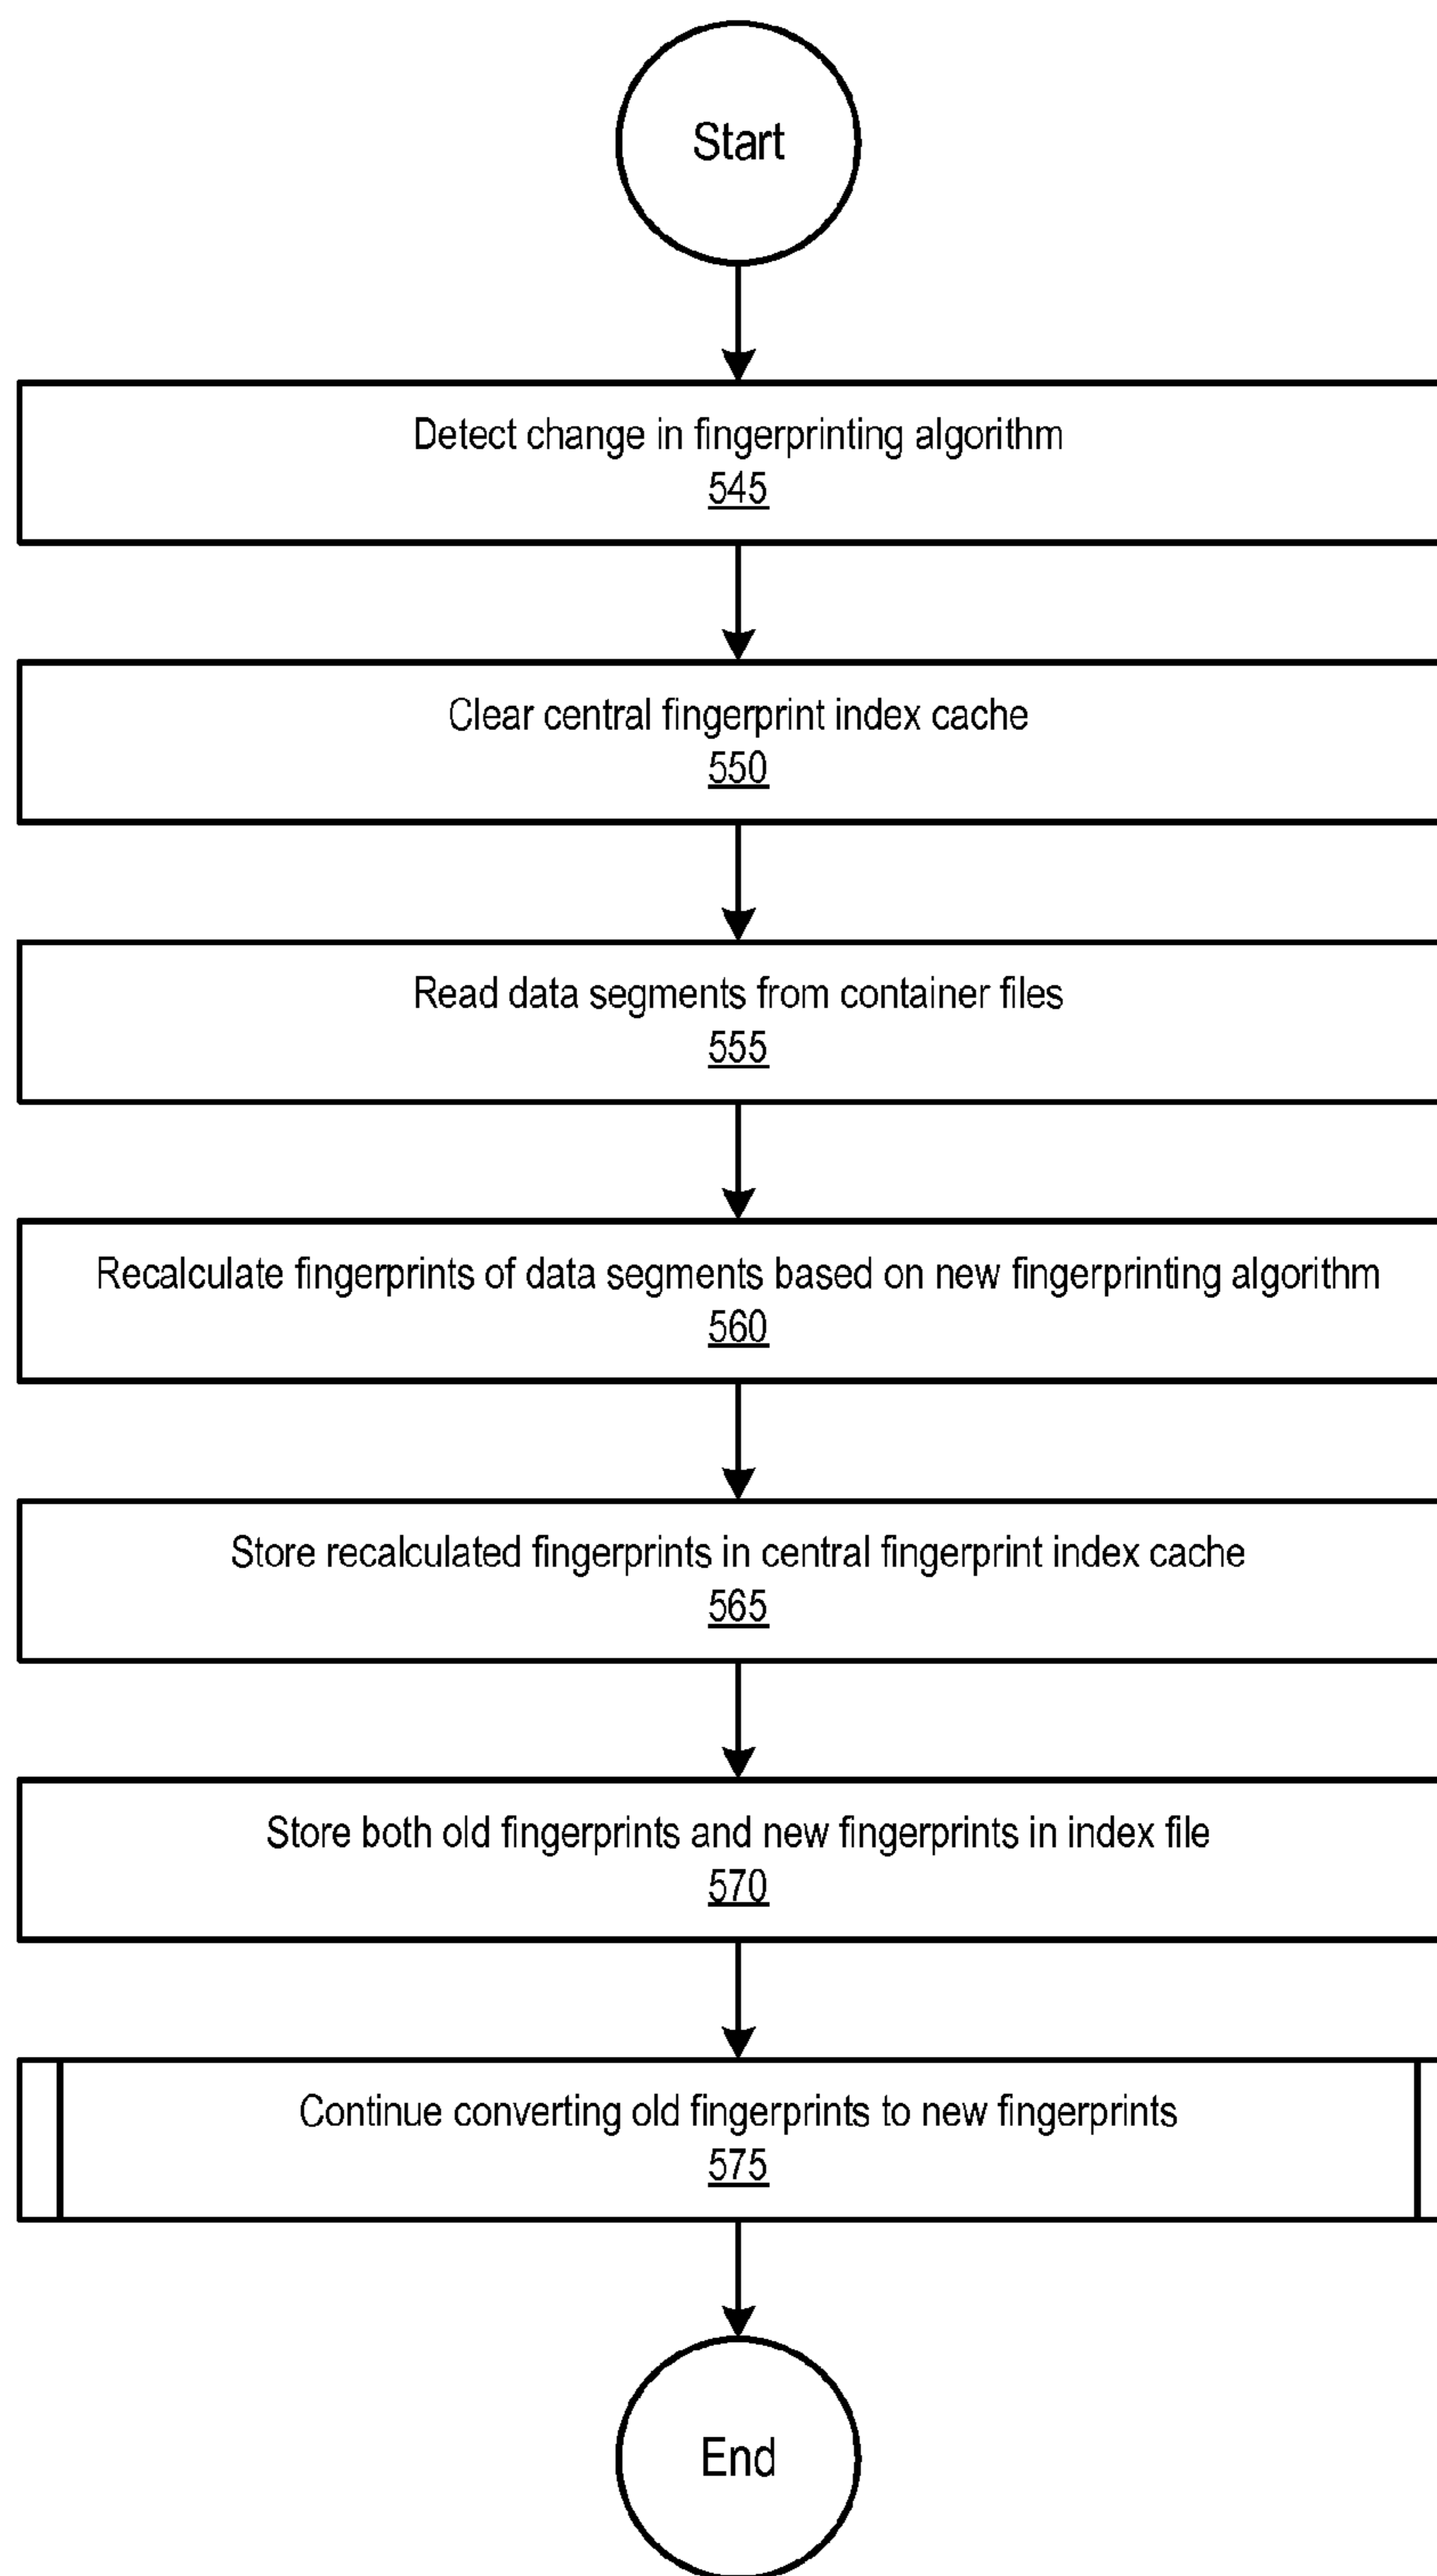 Start
Detect change in fingerprinting algorithm
545
Clear central fingerprint index cache
550
Read data segments from container files
555
Recalculate fingerprints of data segments based on new fingerprinting algorithm
560
Store recalculated fingerprints in central fingerprint index cache
565
Store both old fingerprints and new fingerprints in index file
570
Continue converting old fingerprints to new fingerprints
575
End